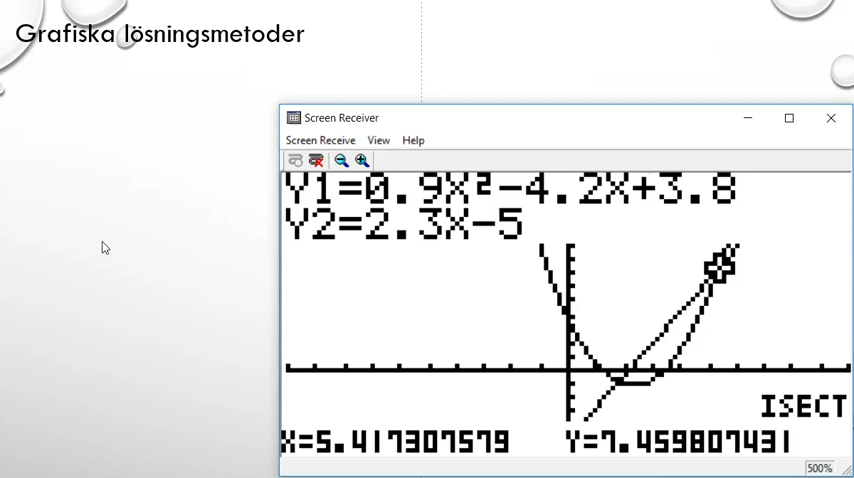 Grafiska lösningsmetoder
Screen Receiver
Screen Receive View Help
Y1=0.9X²-4.2X+3.8
Y2=2.3X-5
ISECT
X=5.417307579 Y=7.459807431
500%